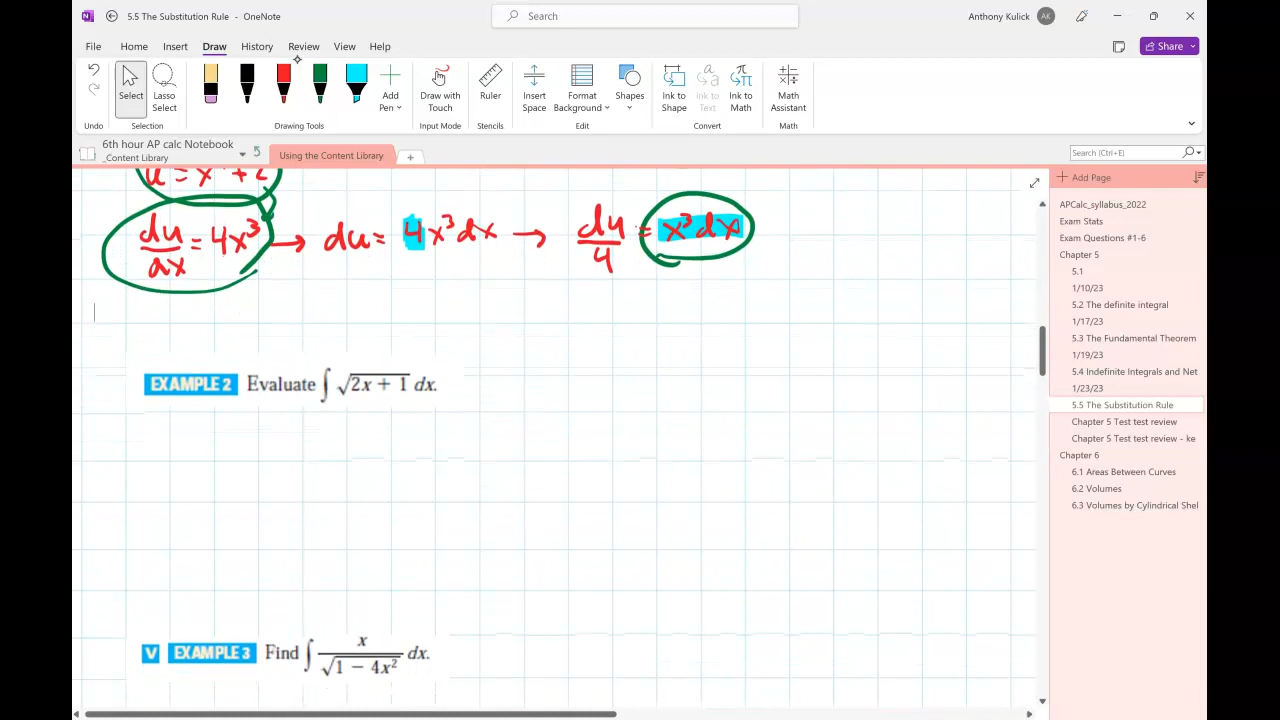 5.5 The Substitution Rule - OneNote
Search
Anthony Kulick
AK
File
Home
Insert
Draw
History
Review
View
Help
Share
Select
Lasso Select
Add Pen
Draw with Touch
Ruler
Insert Space
Format Background
Shapes
Ink to Shape
Ink to Text
Ink to Math
Math Assistant
Undo
Selection
Drawing Tools
Input Mode
Stencils
Edit
Convert
Math
6th hour AP calc Notebook
_Content Library
Using the Content Library
Search (Ctrl+E)
du/dx = 4x³ → du = 4x³dx → du/4 = x³dx
EXAMPLE 2 Evaluate ∫ √(2x + 1) dx.
V EXAMPLE 3 Find ∫ x/√(1 − 4x²) dx.
Add Page
APCalc_syllabus_2022
Exam Stats
Exam Questions #1-6
Chapter 5
5.1
1/10/23
5.2 The definite integral
1/17/23
5.3 The Fundamental Theorem
1/19/23
5.4 Indefinite Integrals and Net
1/23/23
5.5 The Substitution Rule
Chapter 5 Test test review
Chapter 5 Test test review - ke
Chapter 6
6.1 Areas Between Curves
6.2 Volumes
6.3 Volumes by Cylindrical Shel